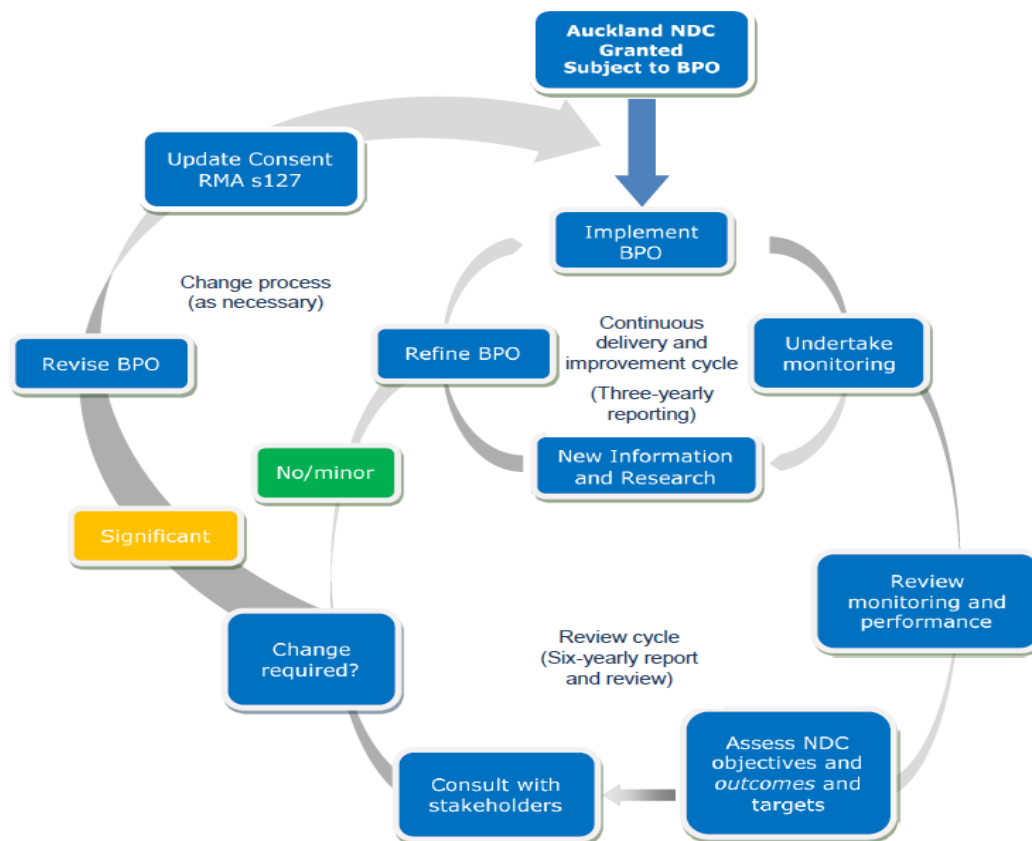 Auckland NDC
Granted
Subject to BPO
Update Consent
RMA s127
Implement
BPO
Change process
(as necessary)
Revise BPO
Refine BPO
Continuous
delivery and
improvement cycle
(Three-yearly
reporting)
Undertake
monitoring
New Information
and Research
No/minor
Significant
Review
monitoring and
performance
Change
required?
Review cycle
(Six-yearly report
and review)
Assess NDC
objectives and
outcomes and
targets
Consult with
stakeholders